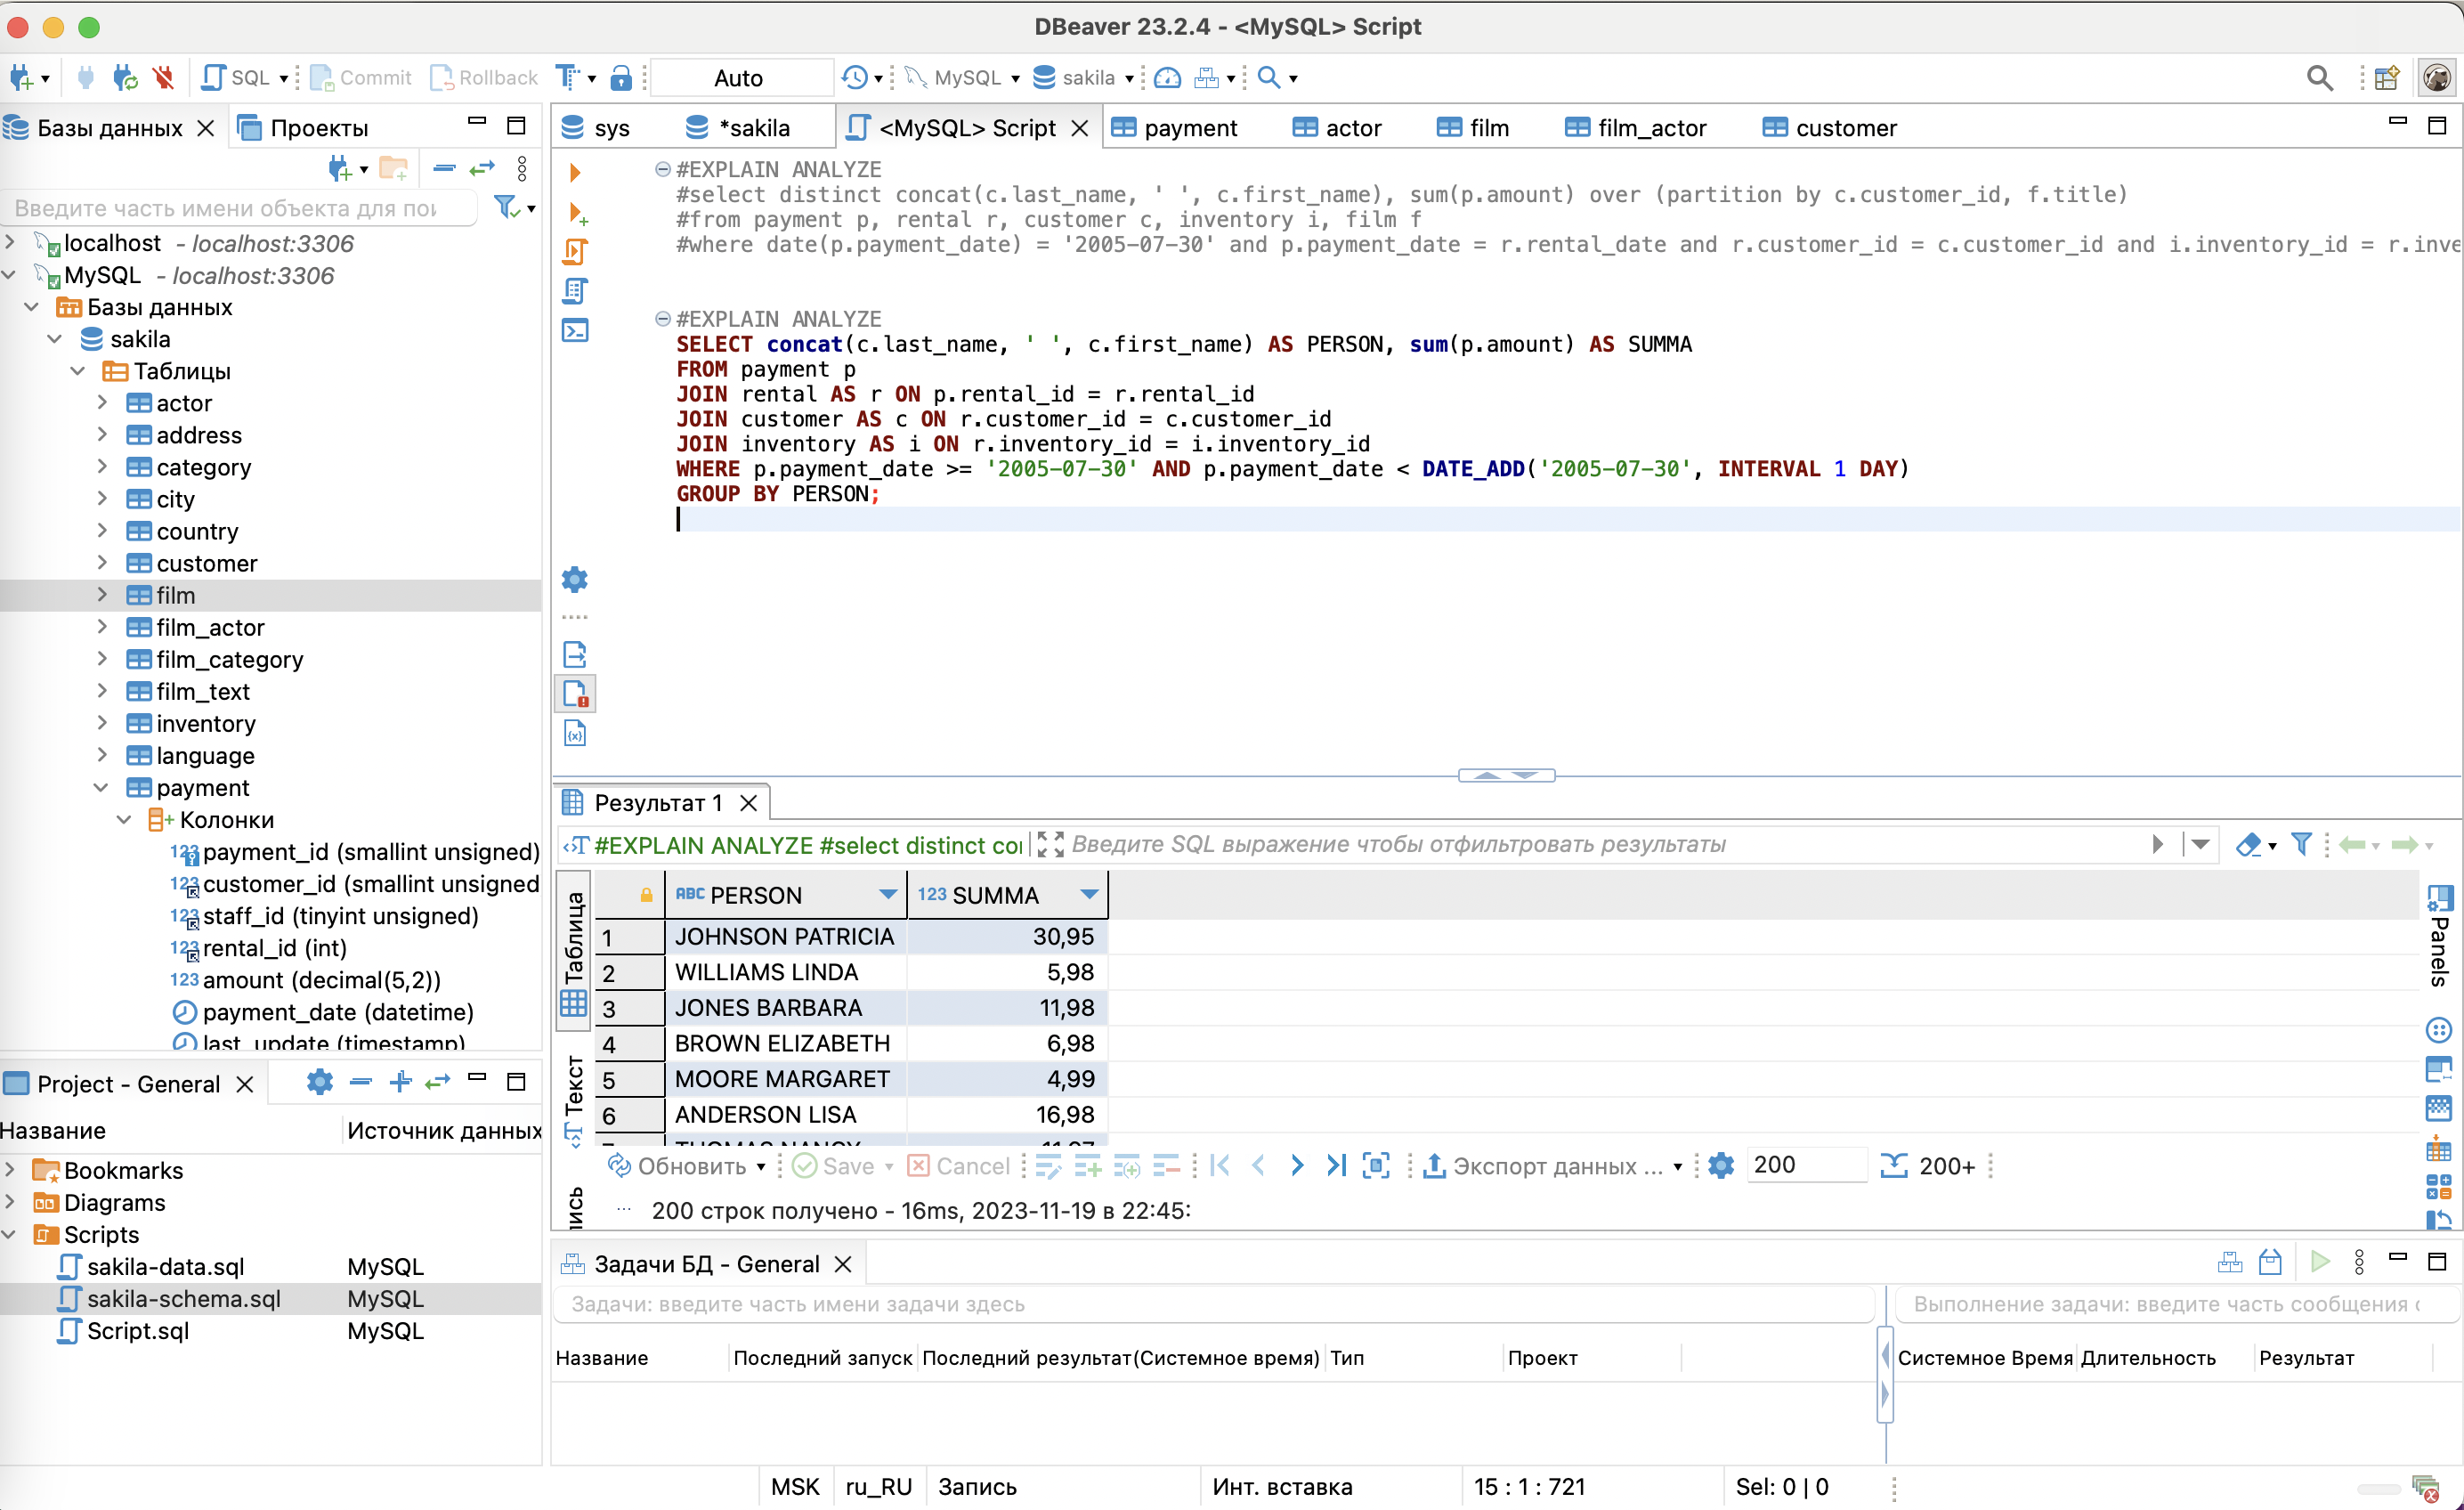 DBeaver 23.2.4 - <MySQL> Script
SQL Commit Rollback Auto MySQL sakila
Базы данных Проекты
Введите часть имени объекта для пои
localhost - localhost:3306
MySQL - localhost:3306
Базы данных
sakila
Таблицы
actor
address
category
city
country
customer
film
film_actor
film_category
film_text
inventory
language
payment
Колонки
payment_id (smallint unsigned)
customer_id (smallint unsigned
staff_id (tinyint unsigned)
rental_id (int)
amount (decimal(5,2))
payment_date (datetime)
last_update (timestamp)
Project - General
Название Источник данных
Bookmarks
Diagrams
Scripts
sakila-data.sql MySQL
sakila-schema.sql MySQL
Script.sql MySQL
sys *sakila <MySQL> Script payment actor film film_actor customer
#EXPLAIN ANALYZE
#select distinct concat(c.last_name, ' ', c.first_name), sum(p.amount) over (partition by c.customer_id, f.title)
#from payment p, rental r, customer c, inventory i, film f
#where date(p.payment_date) = '2005-07-30' and p.payment_date = r.rental_date and r.customer_id = c.customer_id and i.inventory_id = r.inve
#EXPLAIN ANALYZE
SELECT concat(c.last_name, ' ', c.first_name) AS PERSON, sum(p.amount) AS SUMMA
FROM payment p
JOIN rental AS r ON p.rental_id = r.rental_id
JOIN customer AS c ON r.customer_id = c.customer_id
JOIN inventory AS i ON r.inventory_id = i.inventory_id
WHERE p.payment_date >= '2005-07-30' AND p.payment_date < DATE_ADD('2005-07-30', INTERVAL 1 DAY)
GROUP BY PERSON;
Результат 1
#EXPLAIN ANALYZE #select distinct co Введите SQL выражение чтобы отфильтровать результаты
Таблица
Текст
ись
Panels
ABC PERSON 123 SUMMA
1 JOHNSON PATRICIA 30,95
2 WILLIAMS LINDA 5,98
3 JONES BARBARA 11,98
4 BROWN ELIZABETH 6,98
5 MOORE MARGARET 4,99
6 ANDERSON LISA 16,98
Обновить Save Cancel Экспорт данных ... 200 200+
200 строк получено - 16ms, 2023-11-19 в 22:45:
Задачи БД - General
Задачи: введите часть имени задачи здесь
Выполнение задачи: введите часть сообщения
Название Последний запуск Последний результат(Системное время) Тип Проект
Системное Время Длительность Результат
MSK ru_RU Запись Инт. вставка 15 : 1 : 721 Sel: 0 | 0